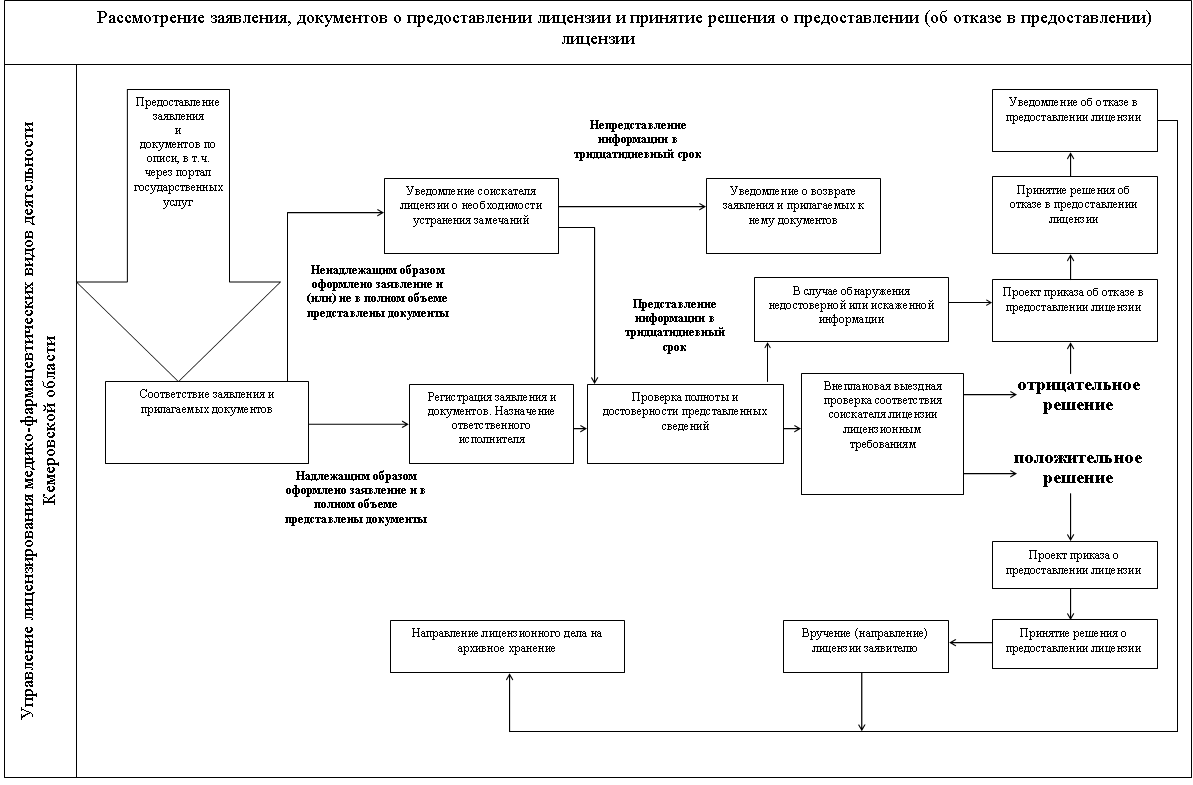 Рассмотрение заявления, документов о предоставлении лицензии и принятие решения о предоставлении (об отказе в предоставлении)
лицензии
Управление лицензирования медико-фармацевтических видов деятельности
Кемеровской области
Предоставление
заявления
и
документов по
описи, в т. ч.
через портал
государственных
услуг
Непредставление
информации в
тридцатидневный срок
Уведомление об отказе в
предоставлении лицензии
Уведомление соискателя
лицензии о необходимости
устранения замечаний
Уведомление о возврате
заявления и прилагаемых к
нему документов
Принятие решения об
отказе в предоставлении
лицензии
Ненадлежащим образом
оформлено заявление и
(или) не в полном объеме
представлены документы
Представление
информации в
тридцатидневный
срок
В случае обнаружения
недостоверной или искаженной
информации
Проект приказа об отказе в
предоставлении лицензии
Соответствие заявления и
прилагаемых документов
Регистрация заявления и
документов. Назначение
ответственного
исполнителя
Проверка полноты и
достоверности представленных
сведений
Внеплановая выездная
проверка соответствия
соискателя лицензии
лицензионным
требованиям
отрицательное
решение
положительное
решение
Надлежащим образом
оформлено заявление и в
полном объеме
представлены документы
Проект приказа о
предоставлении лицензии
Направление лицензионного дела на
архивное хранение
Вручение (направление)
лицензии заявителю
Принятие решения о
предоставлении лицензии